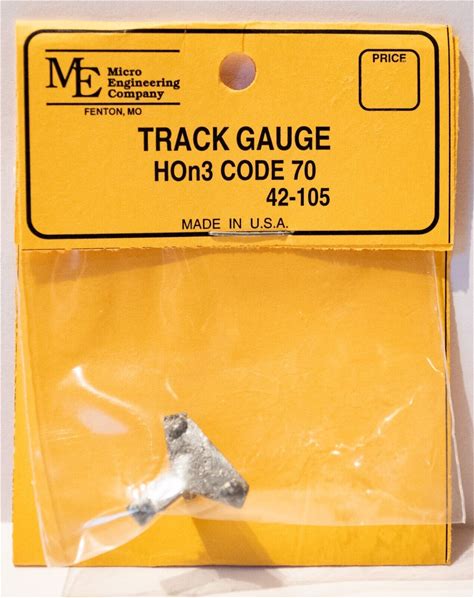 ME Micro
Engineering
Company
FENTON, MO
PRICE
TRACK GAUGE
HOn3 CODE 70
42-105
MADE IN U.S.A.